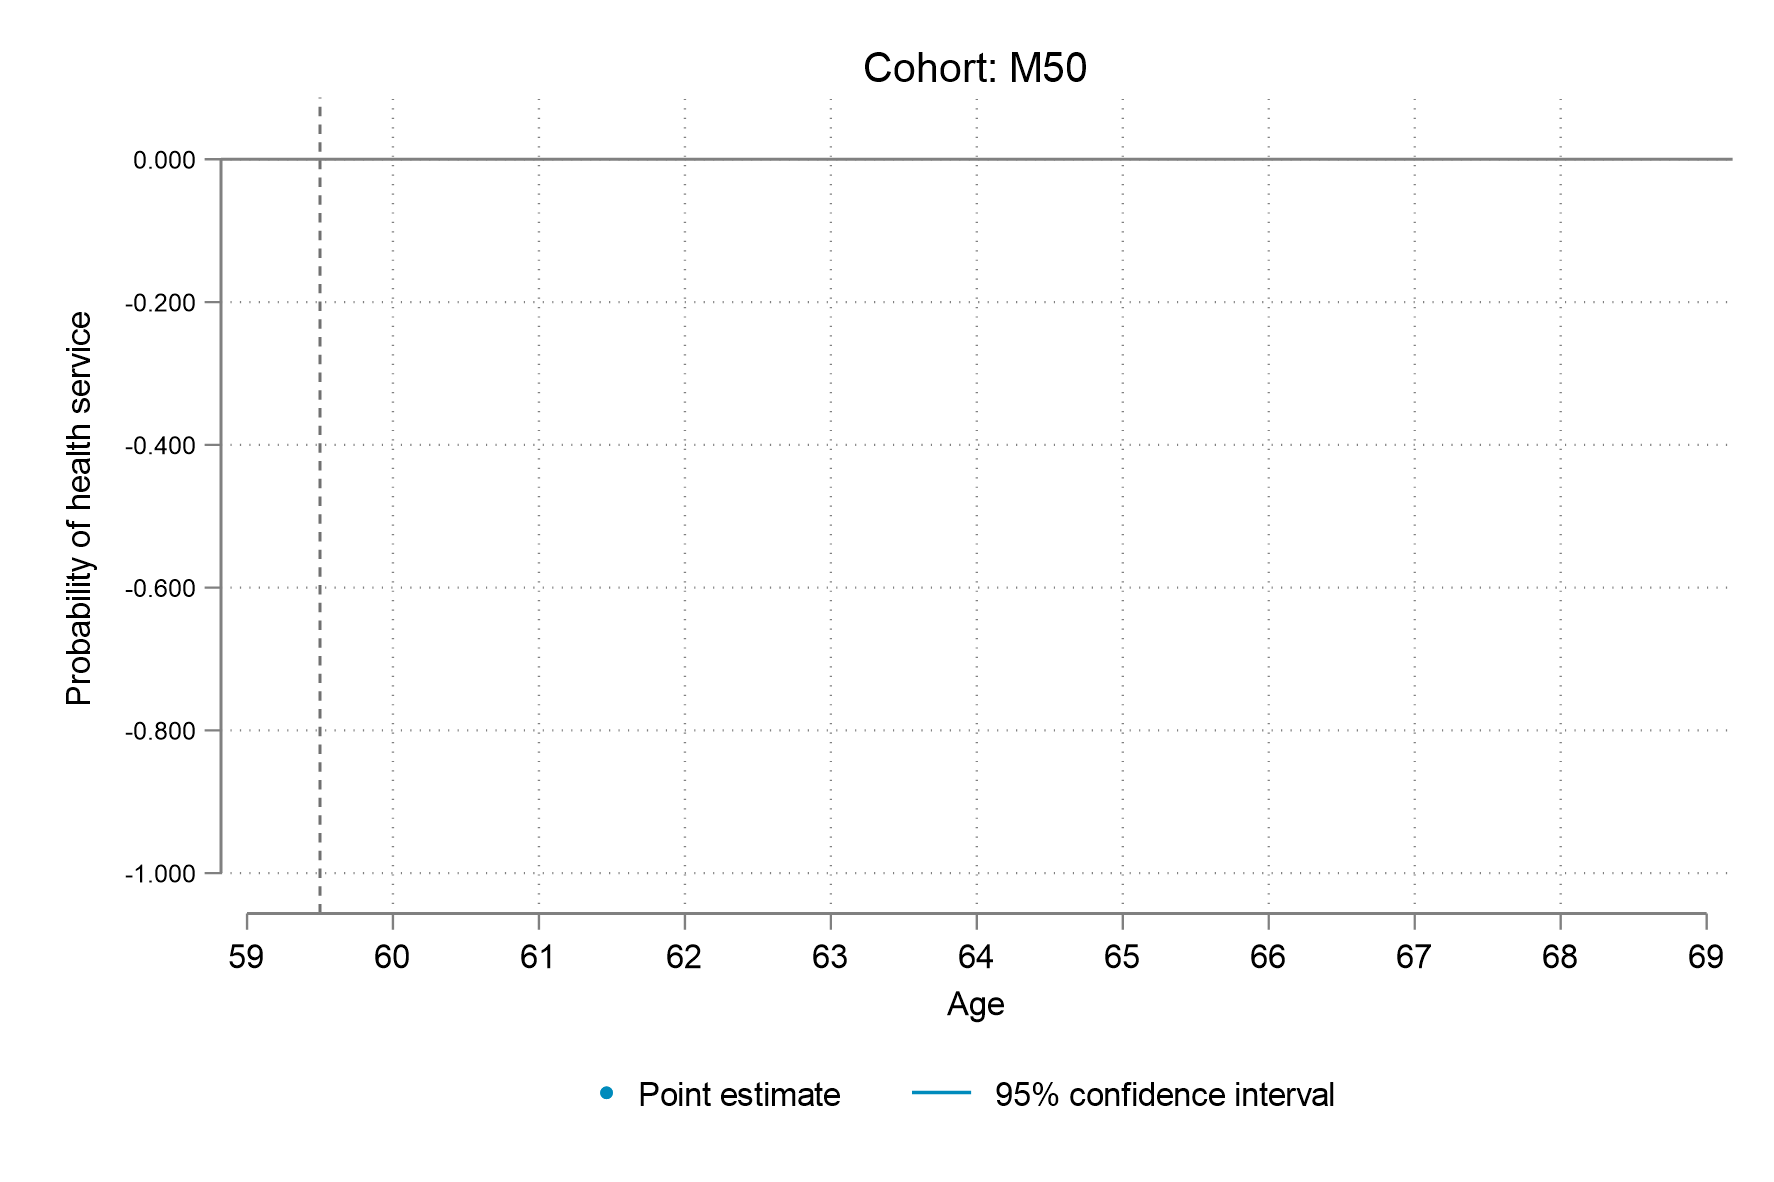 Cohort: M50
0.000
-0.200
-0.400
-0.600
-0.800
-1.000
Probability of health service
59 60 61 62 63 64 65 66 67 68 69
Age
Point estimate 95% confidence interval